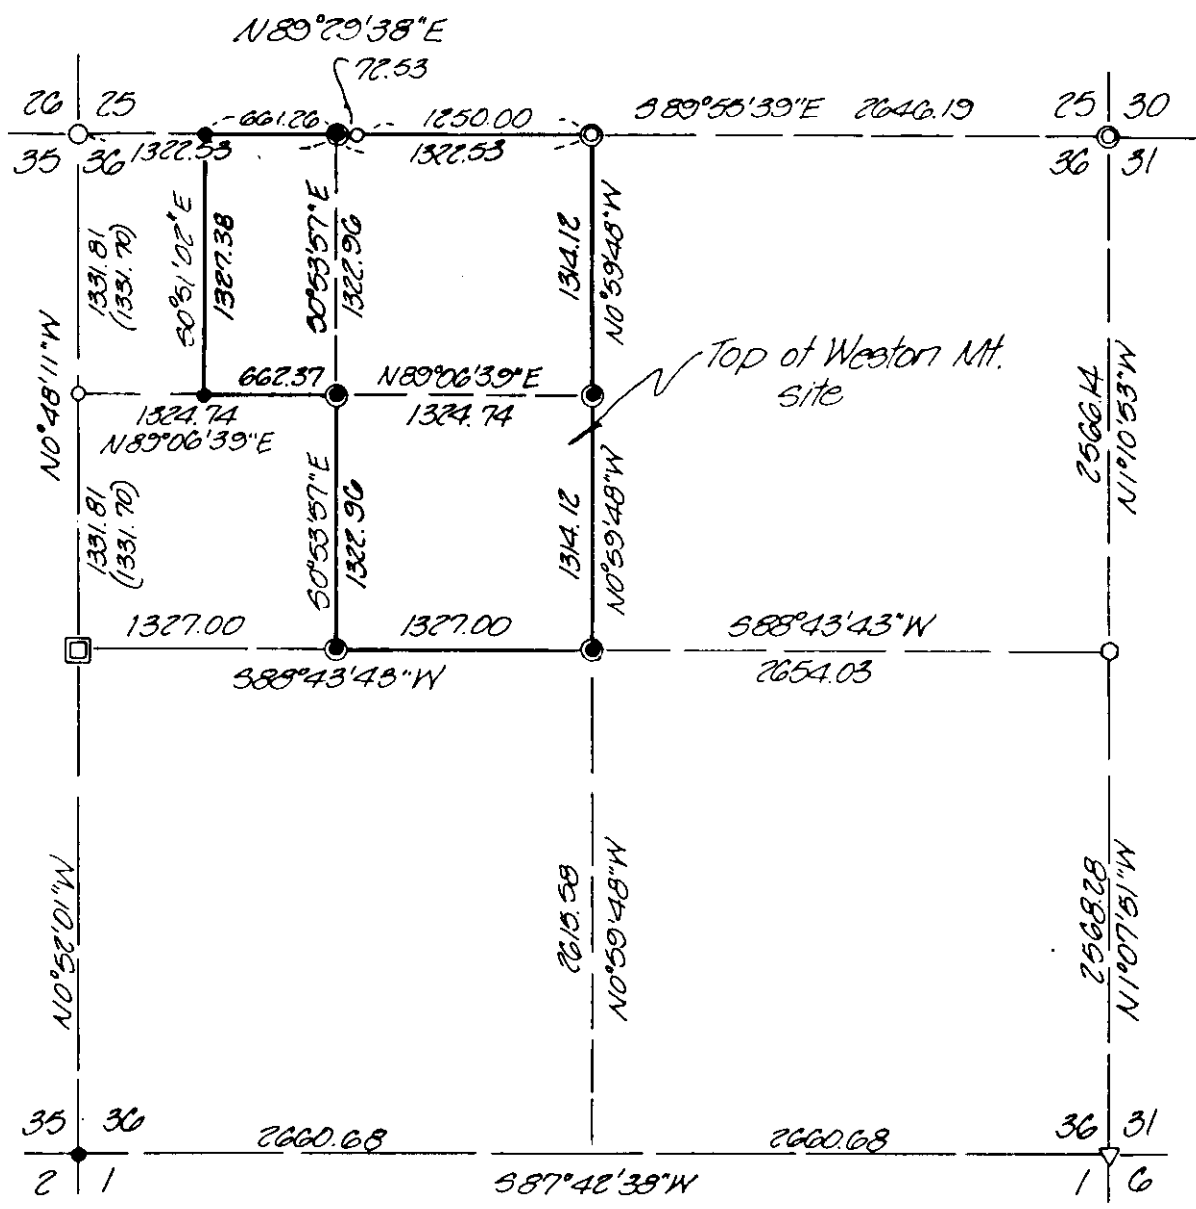 N89°29'38"E
72.53
26 25
661.26
1250.00
S89°55'39"E 2646.19
25 30
35 36
1322.53
1322.53
36 31
1331.81
(1331.70)
S0°51'02"E
1327.38
S0°53'57"E
1322.96
1314.12
N0°59'48"W
N0°48'11"W
Top of Weston Mt.
site
2566.14
N1°10'53"W
662.37
N89°06'39"E
1324.74
N89°06'39"E
1324.74
1331.81
(1331.70)
S0°53'57"E
1322.96
1314.12
N0°59'48"W
1327.00
1327.00
S88°43'43"W
S88°43'43"W
2654.03
N0°52'01"W
2615.58
N0°59'48"W
2568.28
N1°07'51"W
35 36
2660.68
2660.68
36 31
2 1
S87°42'38"W
1 6